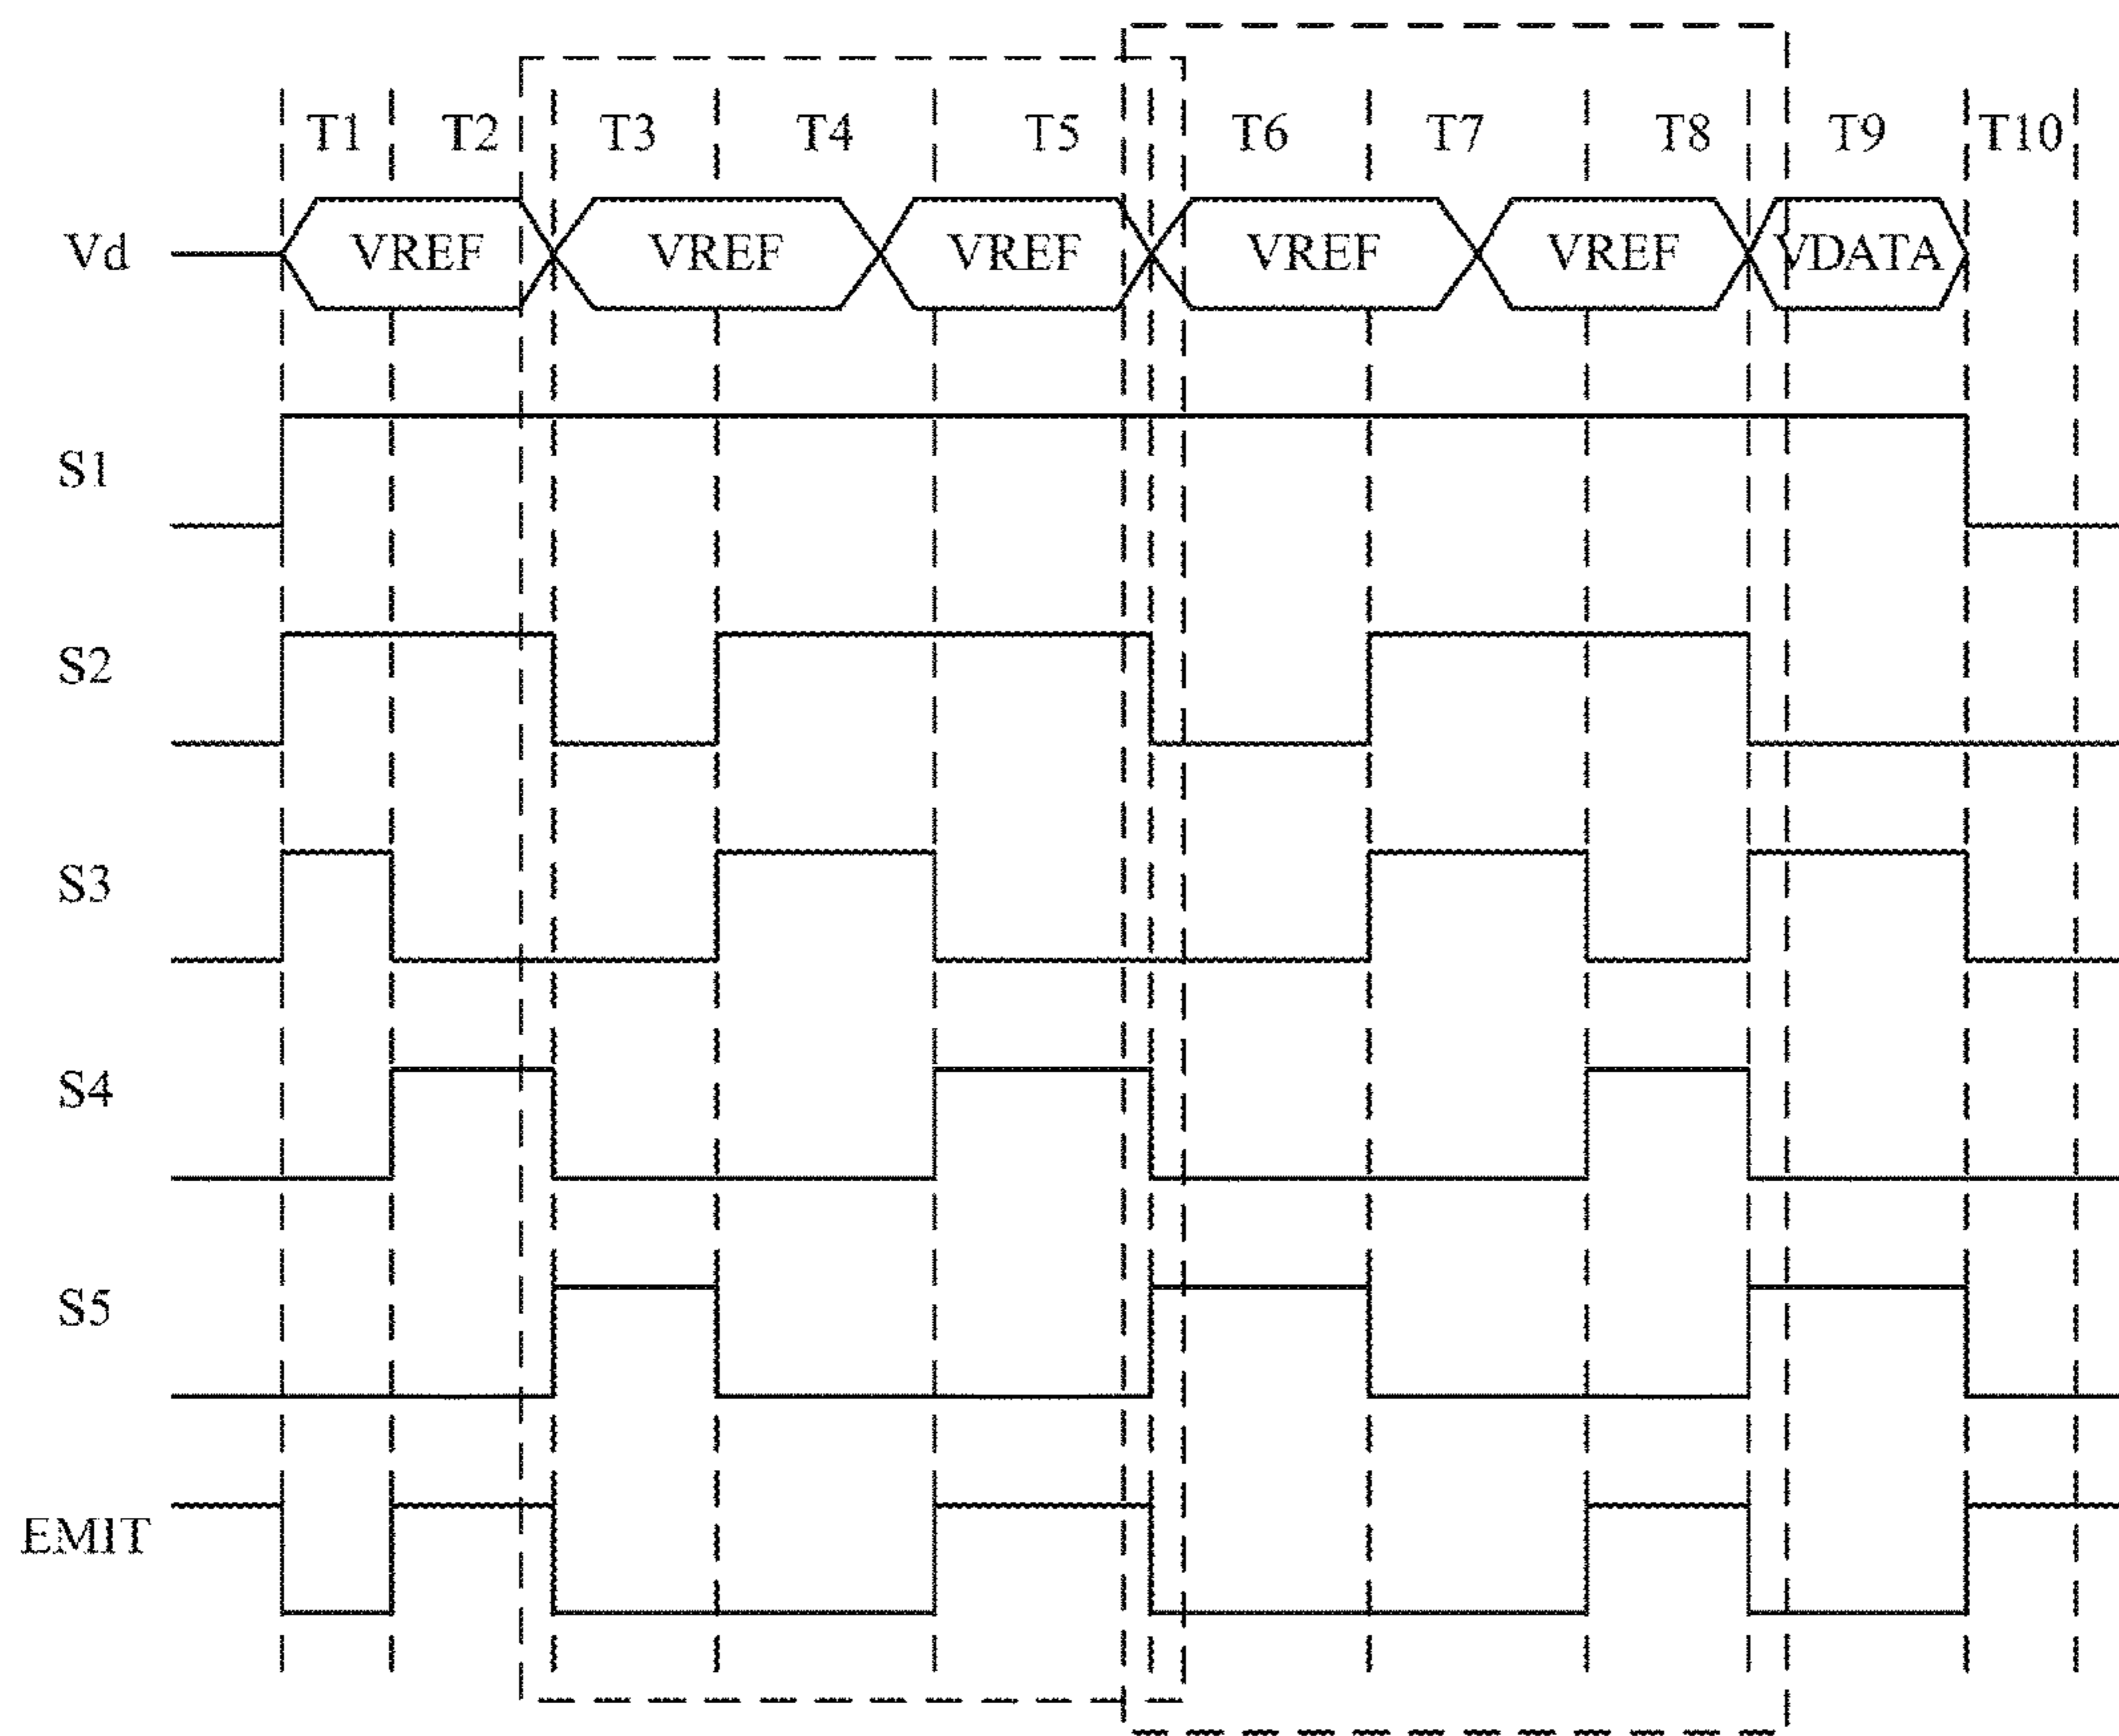 T1 T2 T3 T4 T5 T6 T7 T8 T9 T10
Vd VREF VREF VREF VREF VREF VDATA
S1
S2
S3
S4
S5
EMIT